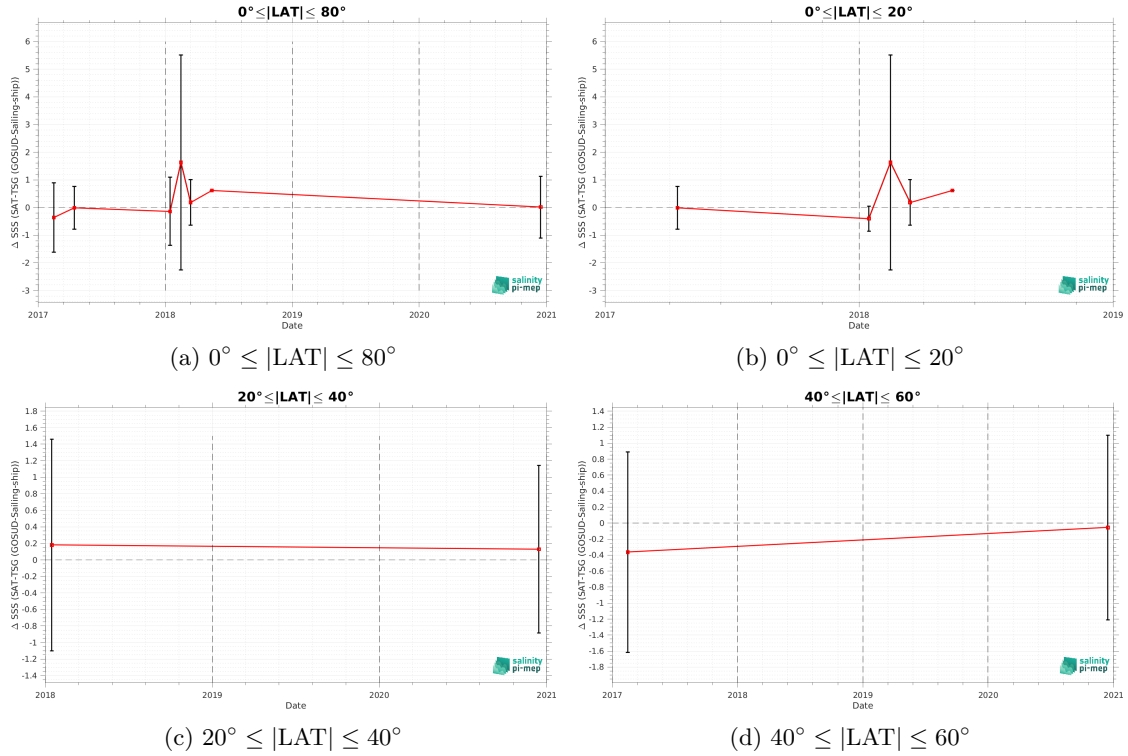 0°≤|LAT|≤ 80°
Δ SSS (SAT-TSG (GOSUD-Sailing-ship))
6
5
4
3
2
1
0
-1
-2
-3
2017 2018 2019 2020 2021
Date
salinity
pi-mep
(a) 0° ≤ |LAT| ≤ 80°
0°≤|LAT|≤ 20°
Δ SSS (SAT-TSG (GOSUD-Sailing-ship))
6
5
4
3
2
1
0
-1
-2
-3
2017 2018 2019
Date
salinity
pi-mep
(b) 0° ≤ |LAT| ≤ 20°
20°≤|LAT|≤ 40°
Δ SSS (SAT-TSG (GOSUD-Sailing-ship))
1.8
1.6
1.4
1.2
1
0.8
0.6
0.4
0.2
0
-0.2
-0.4
-0.6
-0.8
-1
-1.2
-1.4
2018 2019 2020 2021
Date
salinity
pi-mep
(c) 20° ≤ |LAT| ≤ 40°
40°≤|LAT|≤ 60°
Δ SSS (SAT-TSG (GOSUD-Sailing-ship))
1.4
1.2
1
0.8
0.6
0.4
0.2
0
-0.2
-0.4
-0.6
-0.8
-1
-1.2
-1.4
-1.6
-1.8
2017 2018 2019 2020 2021
Date
salinity
pi-mep
(d) 40° ≤ |LAT| ≤ 60°